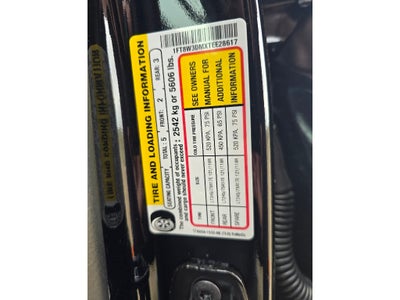 1FT8W3DMXTEE28617
TIRE AND LOADING INFORMATION
SEATING CAPACITY
TOTAL: 5 FRONT: 2 REAR: 3
The combined weight of occupants
and cargo should never exceed: 2542 kg or 5606 lbs.
TIRE SIZE COLD TIRE PRESSURE
FRONT 520 KPA, 75 PSI
REAR 450 KPA, 65 PSI
SPARE 520 KPA, 75 PSI
SEE OWNERS
MANUAL FOR
ADDITIONAL
INFORMATION